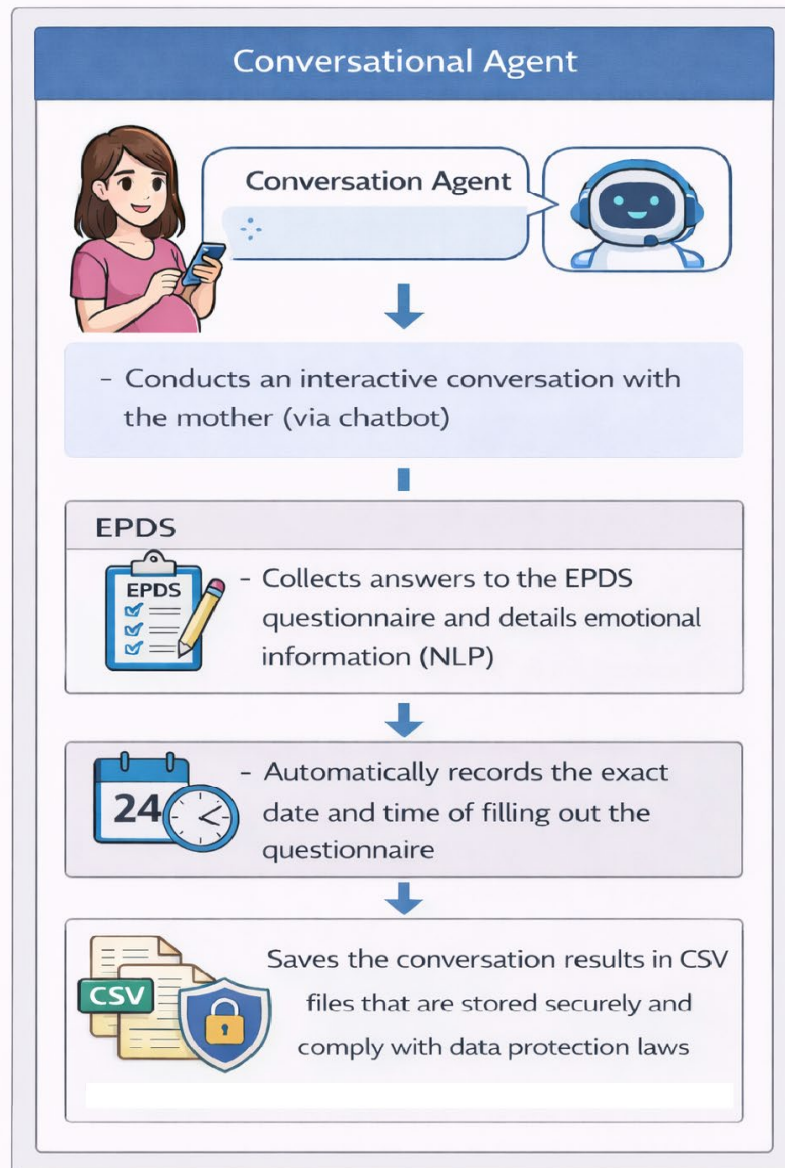 Conversational Agent
Conversation Agent
- Conducts an interactive conversation with
the mother (via chatbot)
EPDS
EPDS
- Collects answers to the EPDS
questionnaire and details emotional
information (NLP)
24
- Automatically records the exact
date and time of filling out the
questionnaire
CSV
Saves the conversation results in CSV
files that are stored securely and
comply with data protection laws